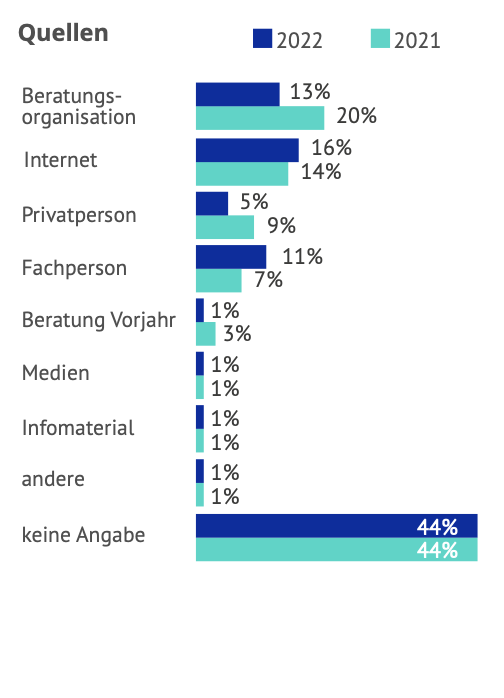 Quellen
2022
2021
Beratungs-
organisation
13%
20%
Internet
16%
14%
Privatperson
5%
9%
Fachperson
11%
7%
Beratung Vorjahr
1%
3%
Medien
1%
1%
Infomaterial
1%
1%
andere
1%
1%
keine Angabe
44%
44%